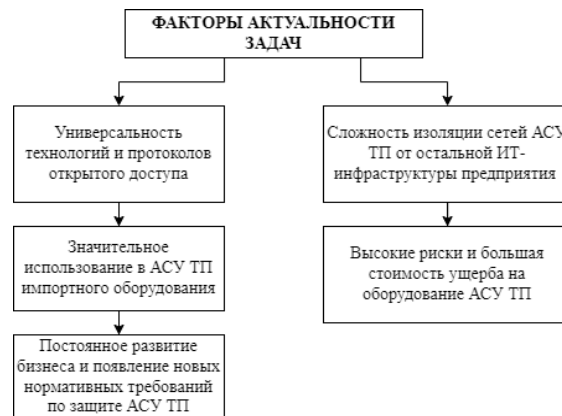 ФАКТОРЫ АКТУАЛЬНОСТИ
ЗАДАЧ
Универсальность
технологий и протоколов
открытого доступа
Значительное
использование в АСУ ТП
импортного оборудования
Постоянное развитие
бизнеса и появление новых
нормативных требований
по защите АСУ ТП
Сложность изоляции сетей АСУ
ТП от остальной ИТ-
инфраструктуры предприятия
Высокие риски и большая
стоимость ущерба на
оборудование АСУ ТП